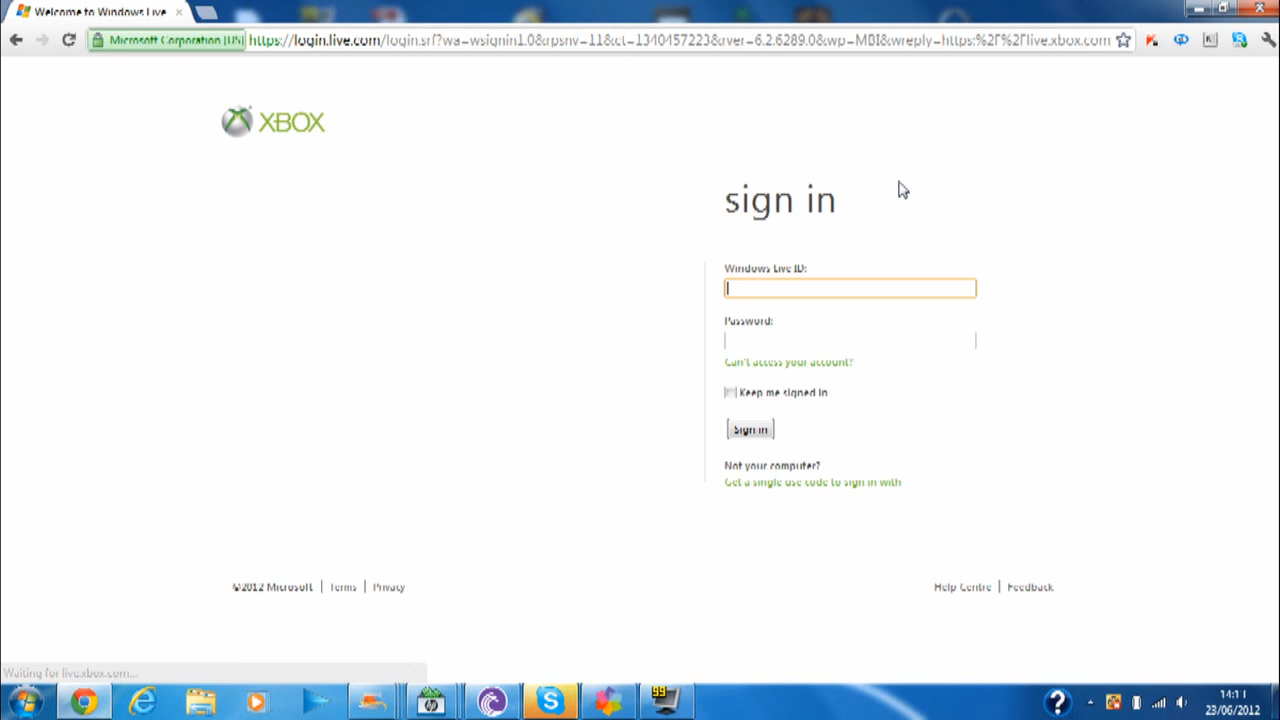 Welcome to Windows Live
Microsoft Corporation [US] https://login.live.com/login.srf?wa=wsignin1.0&rpsnv=11&ct=1340457223&rver=6.2.6289.0&wp=MBI&wreply=https:%2F%2Flive.xbox.com
XBOX
sign in
Windows Live ID:
Password:
Can't access your account?
Keep me signed in
Sign in
Not your computer?
Get a single use code to sign in with
©2012 Microsoft | Terms | Privacy
Help Centre | Feedback
Waiting for live.xbox.com...
99
hp
14:11
23/06/2012